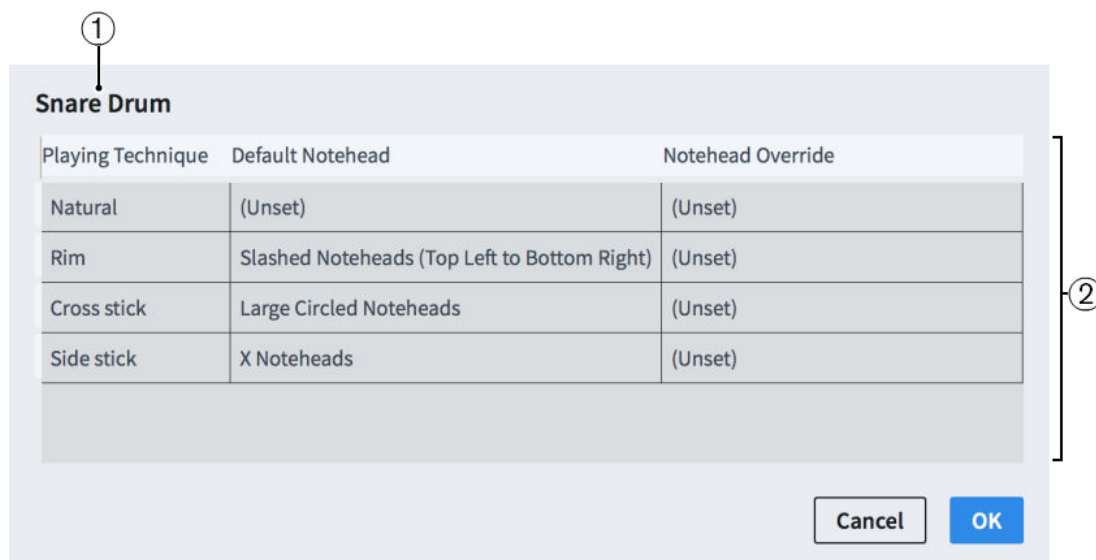 ①
Snare Drum
Playing Technique Default Notehead Notehead Override
Natural (Unset) (Unset)
Rim Slashed Noteheads (Top Left to Bottom Right) (Unset)
Cross stick Large Circled Noteheads (Unset)
②
Side stick X Noteheads (Unset)
Cancel OK